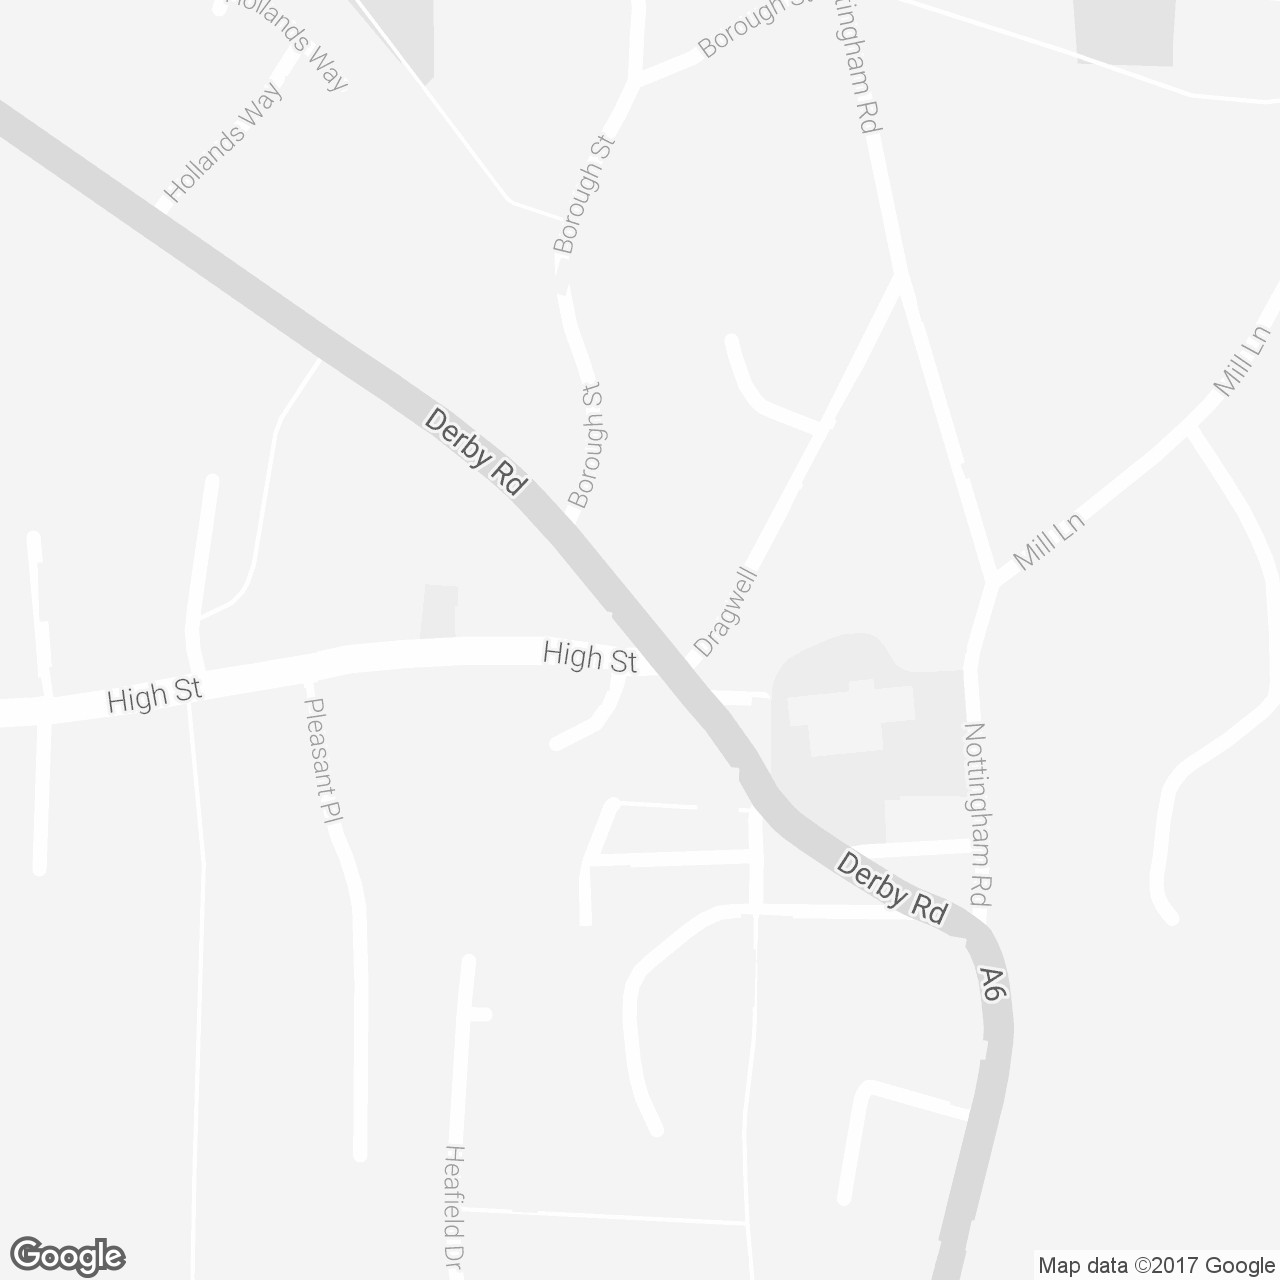 Hollands Way
Borough St
ttingham Rd
Hollands Way
Borough St
Mill Ln
Derby Rd
Borough St
Mill Ln
Dragwell
High St
High St
Pleasant Pl
Nottingham Rd
Derby Rd
A6
Heafield Dr
Google
Map data ©2017 Google